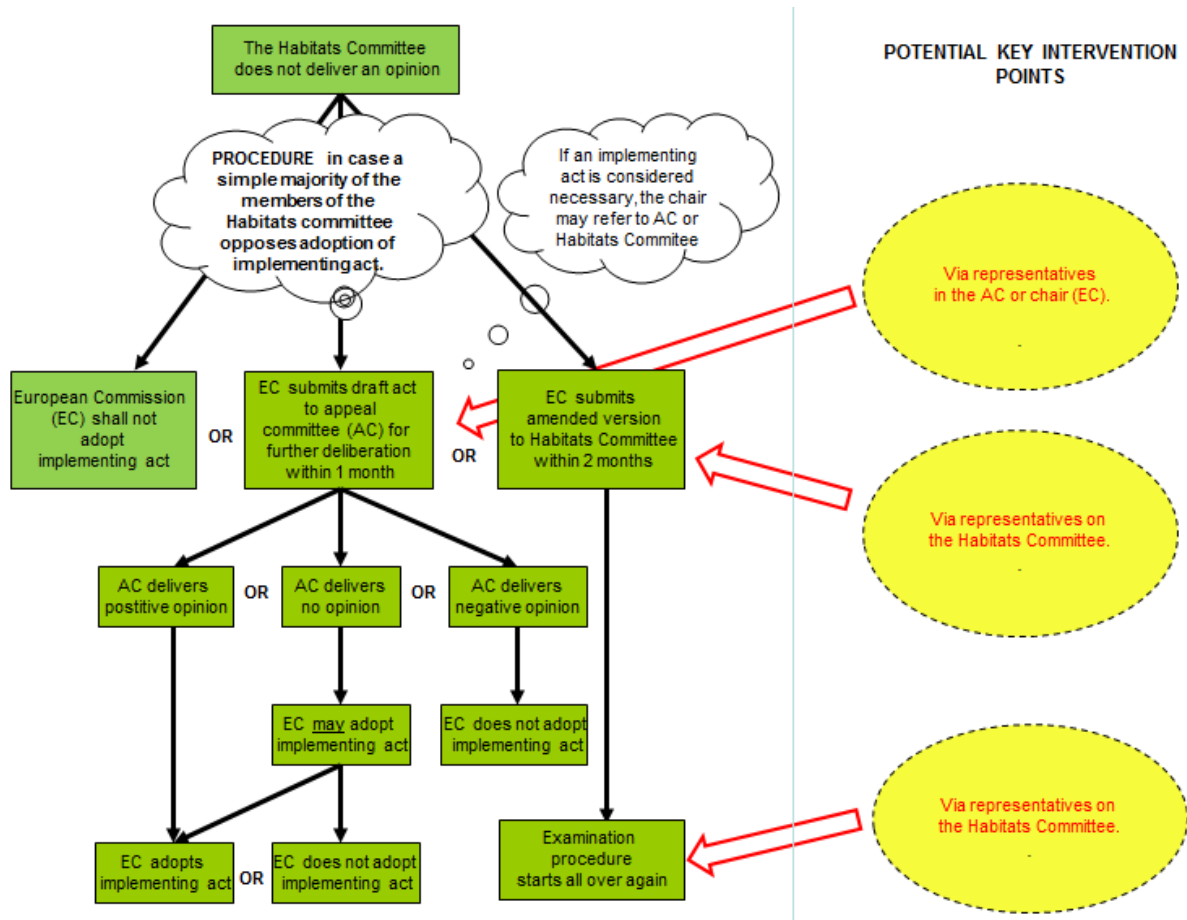 The Habitats Committee
does not deliver an opinion
POTENTIAL KEY INTERVENTION
POINTS
PROCEDURE in case a
simple majority of the
members of the
Habitats committee
opposes adoption of
implementing act.
If an implementing
act is considered
necessary, the chair
may refer to AC or
Habitats Commitee
Via representatives
in the AC or chair (EC).
.
European Commission
(EC) shall not
adopt
implementing act
OR
EC submits draft act
to appeal
committee (AC) for
further deliberation
within 1 month
OR
EC submits
amended version
to Habitats Committee
within 2 months
Via representatives on
the Habitats Committee.
.
AC delivers
postitive opinion
OR
AC delivers
no opinion
OR
AC delivers
negative opinion
EC may adopt
implementing act
EC does not adopt
implementing act
Via representatives on
the Habitats Committee.
.
EC adopts
implementing act
OR
EC does not adopt
implementing act
Examination
procedure
starts all over again